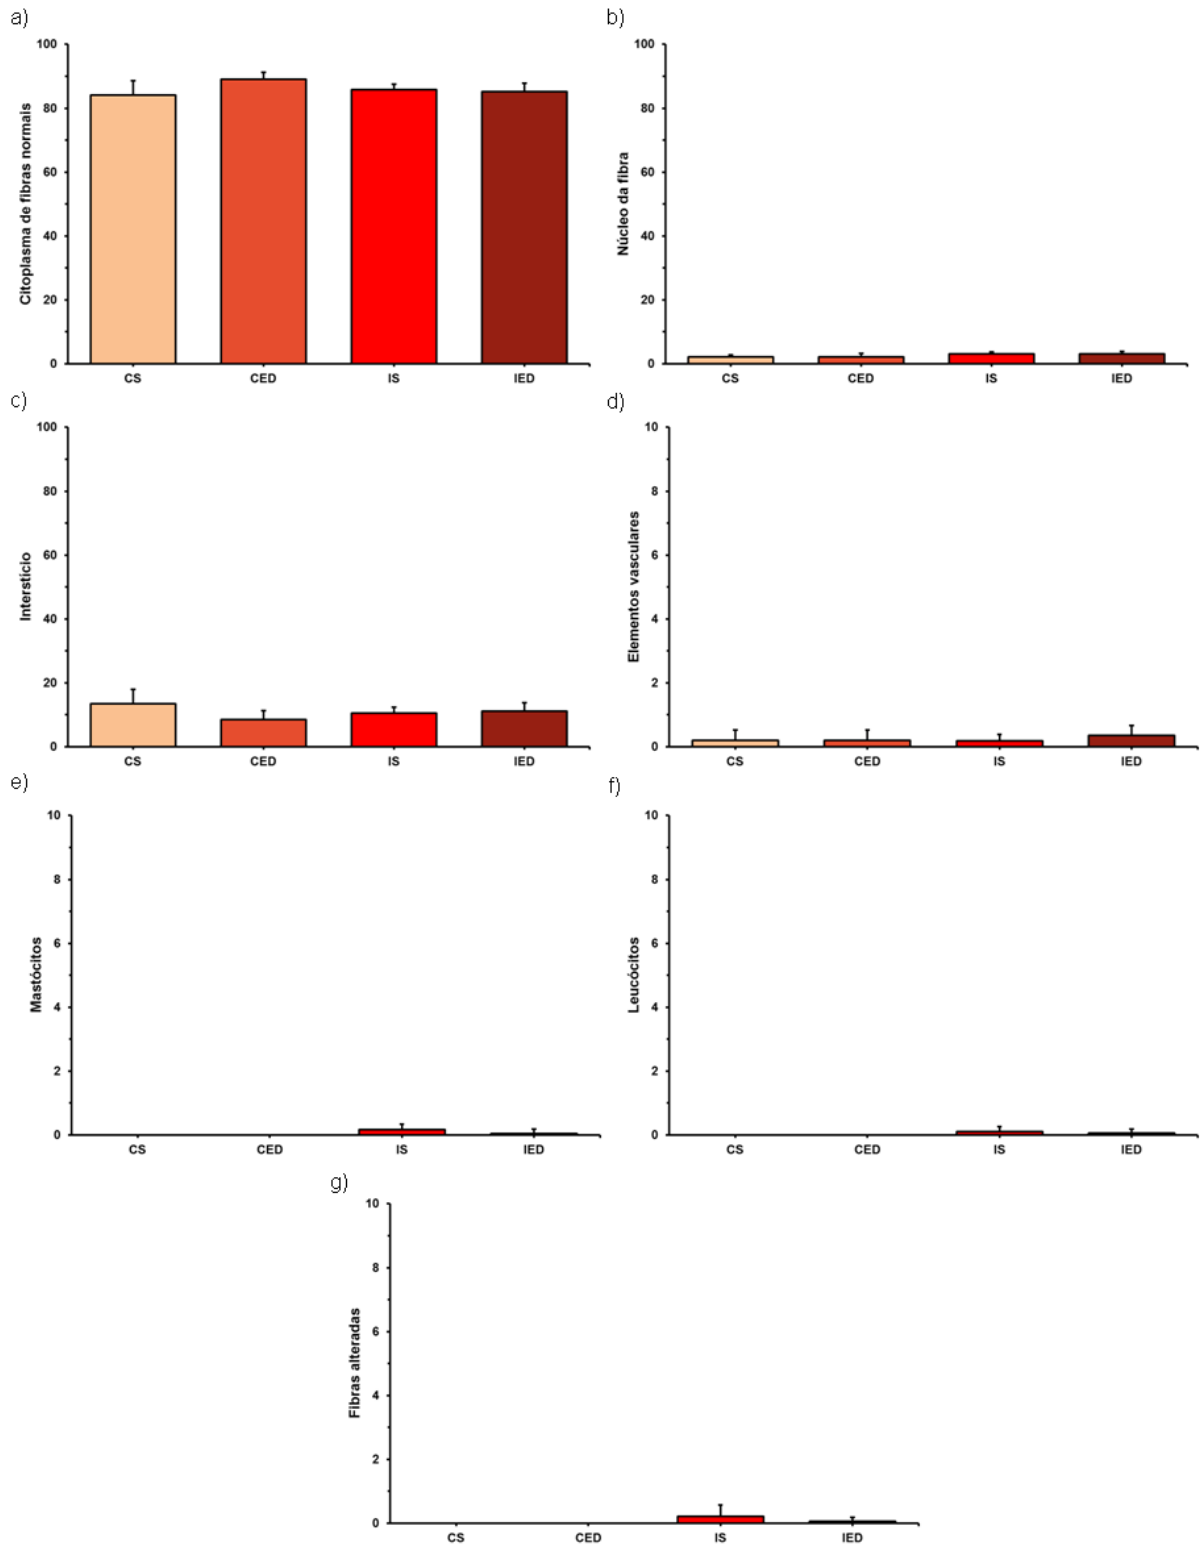 a)
100
80
60
40
20
0
Citoplasma de fibras normais
CS CED IS IED
b)
100
80
60
40
20
0
Núcleo da fibra
CS CED IS IED
c)
100
80
60
40
20
0
Interstício
CS CED IS IED
d)
10
8
6
4
2
0
Elementos vasculares
CS CED IS IED
e)
10
8
6
4
2
0
Mastócitos
CS CED IS IED
f)
10
8
6
4
2
0
Leucócitos
CS CED IS IED
g)
10
8
6
4
2
0
Fibras alteradas
CS CED IS IED